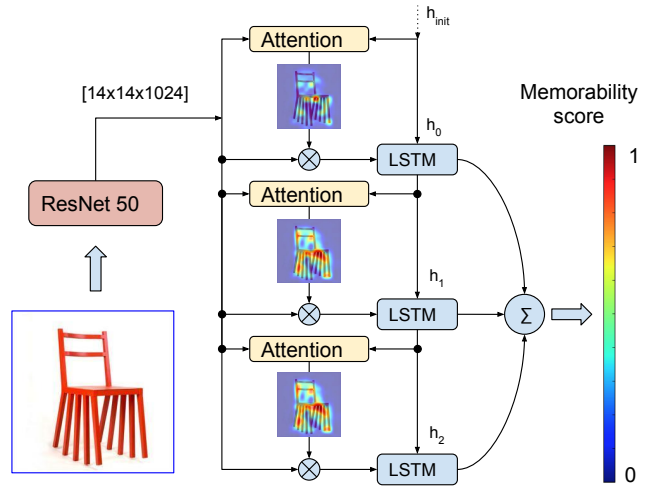 h_init
Attention
[14x14x1024]
Memorability
score
h_0
1
LSTM
ResNet 50
Attention
h_1
LSTM
Σ
Attention
h_2
LSTM
0